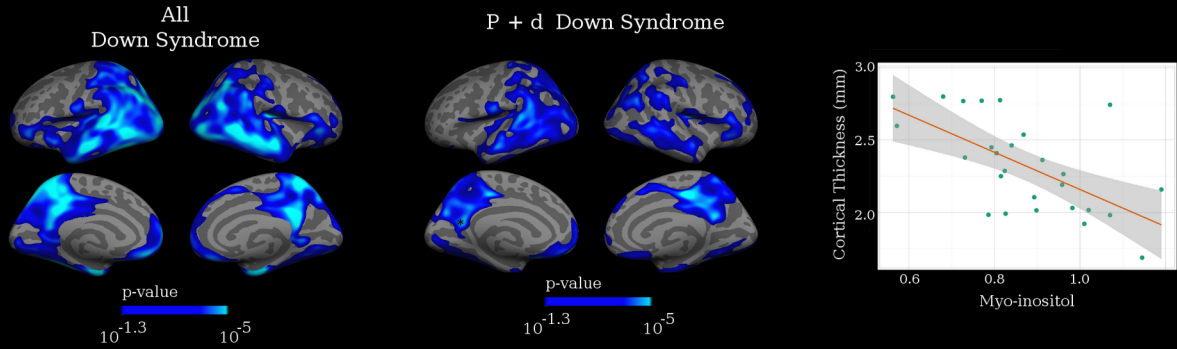 All
Down Syndrome
P + d Down Syndrome
p-value
10^-1.3 10^-5
p-value
10^-1.3 10^-5
Cortical Thickness (mm)
3.0
2.5
2.0
0.6 0.8 1.0
Myo-inositol
*